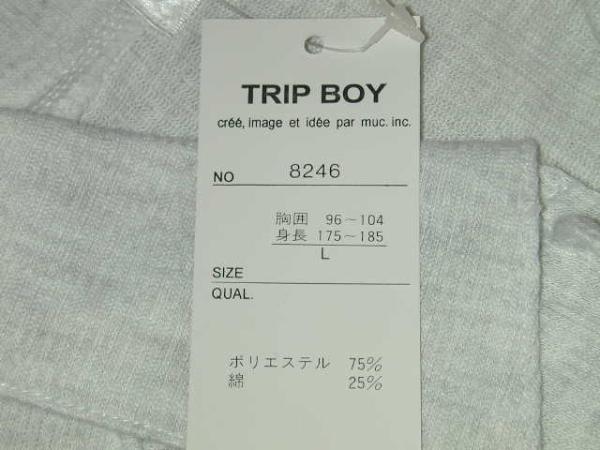 TRIP BOY
créé, image et idée par muc. inc.
NO 8246
胸囲 96～104
身長 175～185
L
SIZE
QUAL.
ポリエステル 75%
綿 25%